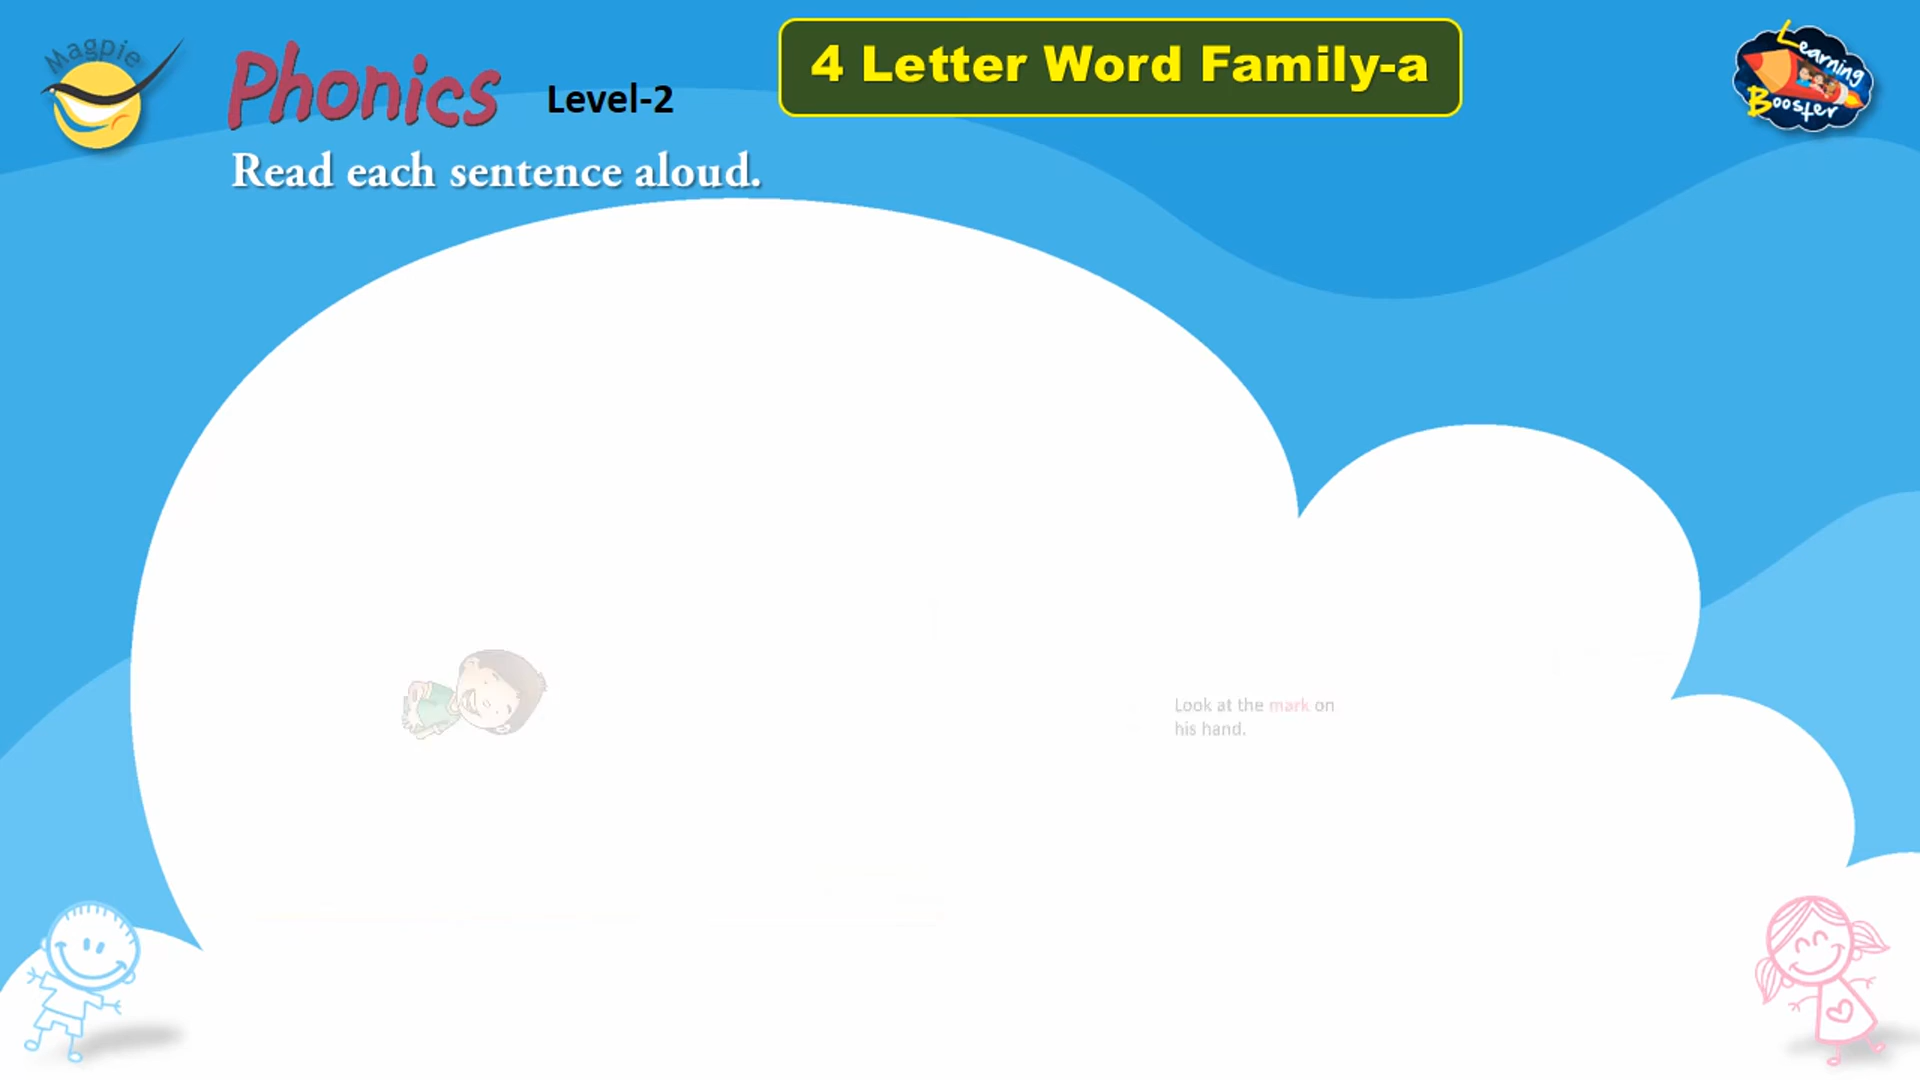 Magpie
Phonics
Level-2
4 Letter Word Family-a
Learning
Booster
Read each sentence aloud.
Look at the mark on
his hand.